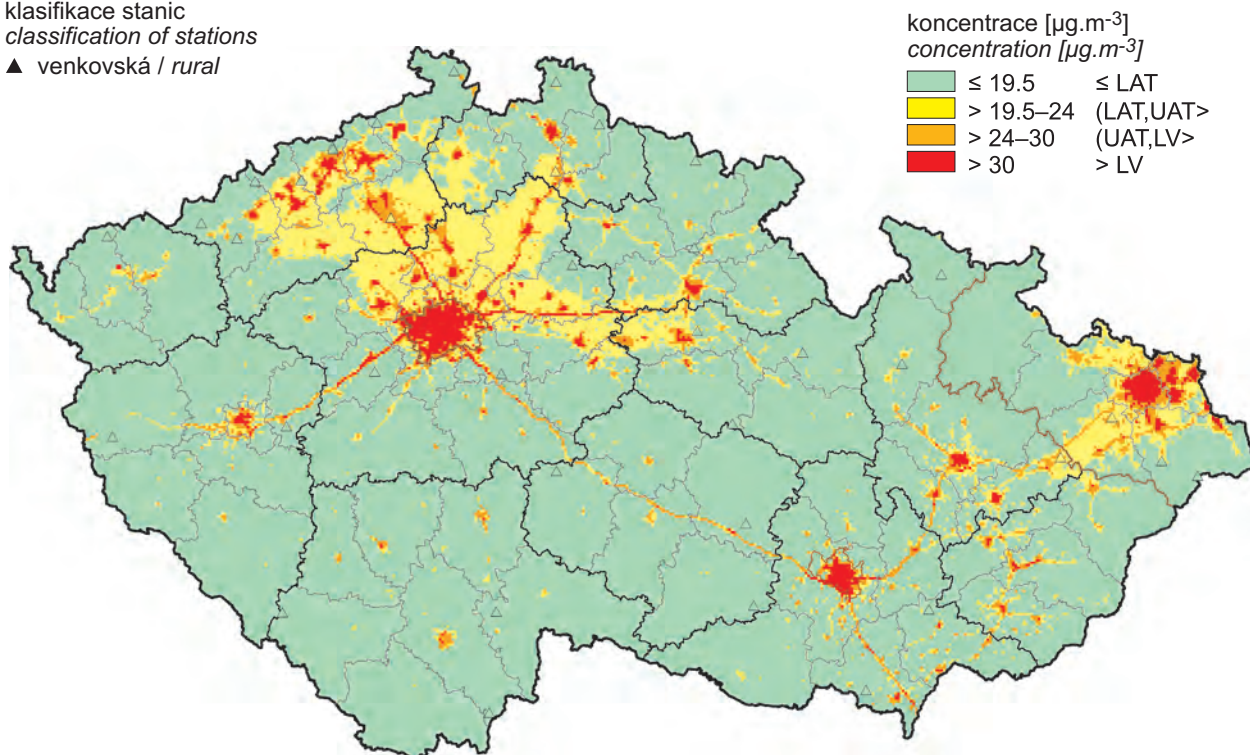 klasifikace stanic
classification of stations
▲ venkovská / rural
koncentrace [µg.m-3]
concentration [µg.m-3]
≤ 19.5 ≤ LAT
> 19.5–24 (LAT,UAT>
> 24–30 (UAT,LV>
> 30 > LV